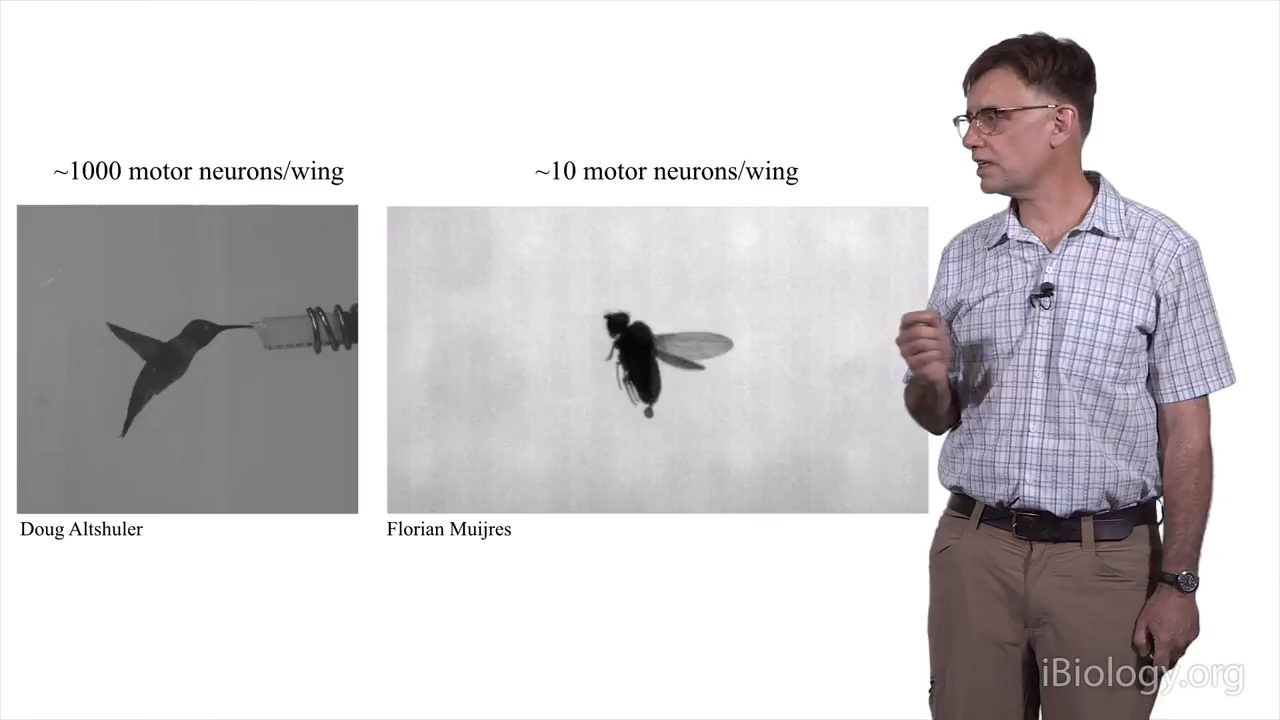 ~1000 motor neurons/wing
~10 motor neurons/wing
Doug Altshuler
Florian Muijres
iBiology.org